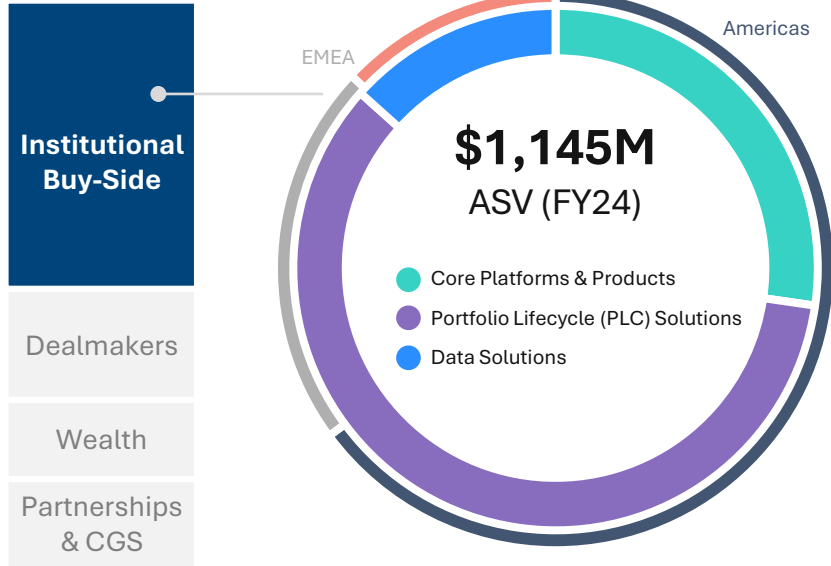 Institutional
Buy-Side
Dealmakers
Wealth
Partnerships
& CGS
EMEA
Americas
$1,145M
ASV (FY24)
Core Platforms & Products
Portfolio Lifecycle (PLC) Solutions
Data Solutions